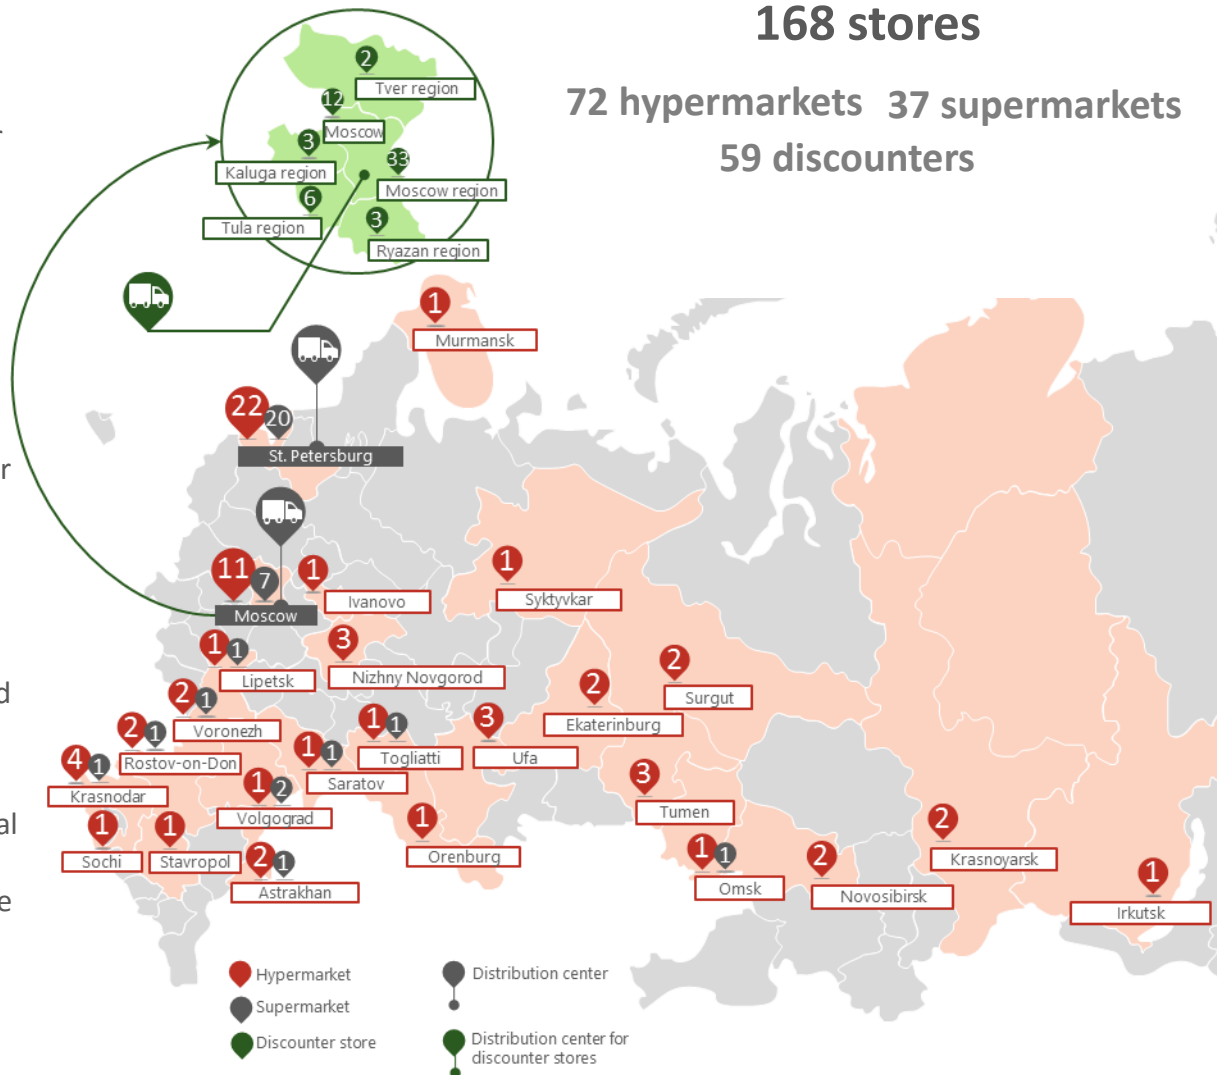 168 stores
72 hypermarkets 37 supermarkets
59 discounters
2
Tver region
12
Moscow
3
Kaluga region
33
Moscow region
6
Tula region
3
Ryazan region
1
Murmansk
22 20
St. Petersburg
r
11 7
Moscow
1
Ivanovo
1
Syktyvkar
1 1
Lipetsk
3
Nizhny Novgorod
2
Surgut
d
2 1
Voronezh
2
Ekaterinburg
2 1
Rostov-on-Don
1 1
Togliatti
3
Ufa
1 1
Saratov
4 1
Krasnodar
3
Tumen
1 2
Volgograd
al
1
Sochi
1
Stavropol
1
Orenburg
2
Krasnoyarsk
2 1
Astrakhan
1 1
Omsk
2
Novosibirsk
1
Irkutsk
e
Hypermarket
Supermarket
Discounter store
Distribution center
Distribution center for
discounter stores